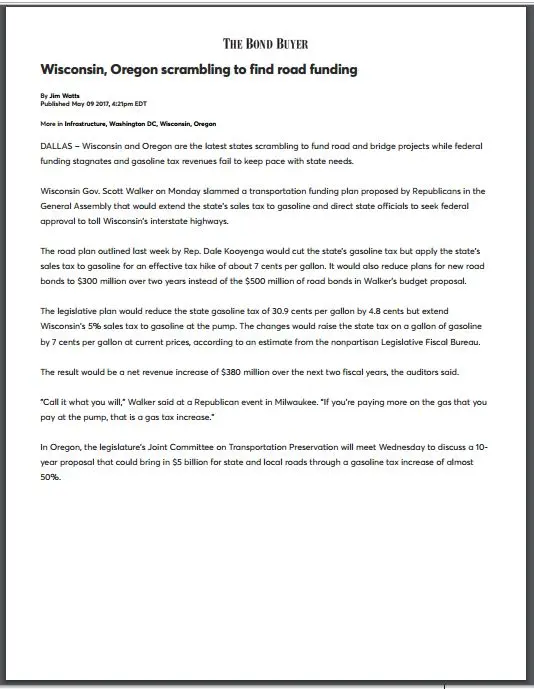 THE BOND BUYER
Wisconsin, Oregon scrambling to find road funding
By Jim Watts
Published May 09 2017, 4:21pm EDT
More in Infrastructure, Washington DC, Wisconsin, Oregon
DALLAS – Wisconsin and Oregon are the latest states scrambling to fund road and bridge projects while federal
funding stagnates and gasoline tax revenues fail to keep pace with state needs.
Wisconsin Gov. Scott Walker on Monday slammed a transportation funding plan proposed by Republicans in the
General Assembly that would extend the state's sales tax to gasoline and direct state officials to seek federal
approval to toll Wisconsin's interstate highways.
The road plan outlined last week by Rep. Dale Kooyenga would cut the state's gasoline tax but apply the state's
sales tax to gasoline for an effective tax hike of about 7 cents per gallon. It would also reduce plans for new road
bonds to $300 million over two years instead of the $500 million of road bonds in Walker's budget proposal.
The legislative plan would reduce the state gasoline tax of 30.9 cents per gallon by 4.8 cents but extend
Wisconsin's 5% sales tax to gasoline at the pump. The changes would raise the state tax on a gallon of gasoline
by 7 cents per gallon at current prices, according to an estimate from the nonpartisan Legislative Fiscal Bureau.
The result would be a net revenue increase of $380 million over the next two fiscal years, the auditors said.
"Call it what you will," Walker said at a Republican event in Milwaukee. "If you're paying more on the gas that you
pay at the pump, that is a gas tax increase."
In Oregon, the legislature's Joint Committee on Transportation Preservation will meet Wednesday to discuss a 10-
year proposal that could bring in $5 billion for state and local roads through a gasoline tax increase of almost
50%.